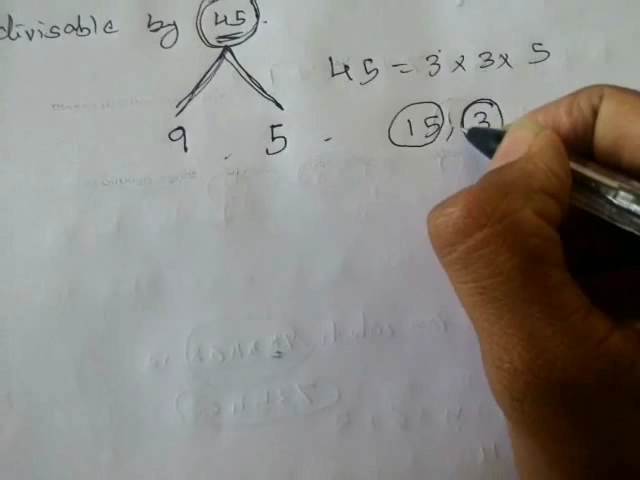 divisable by 45.
45 = 3 x 3 x 5
9 . 5 . 15, 3